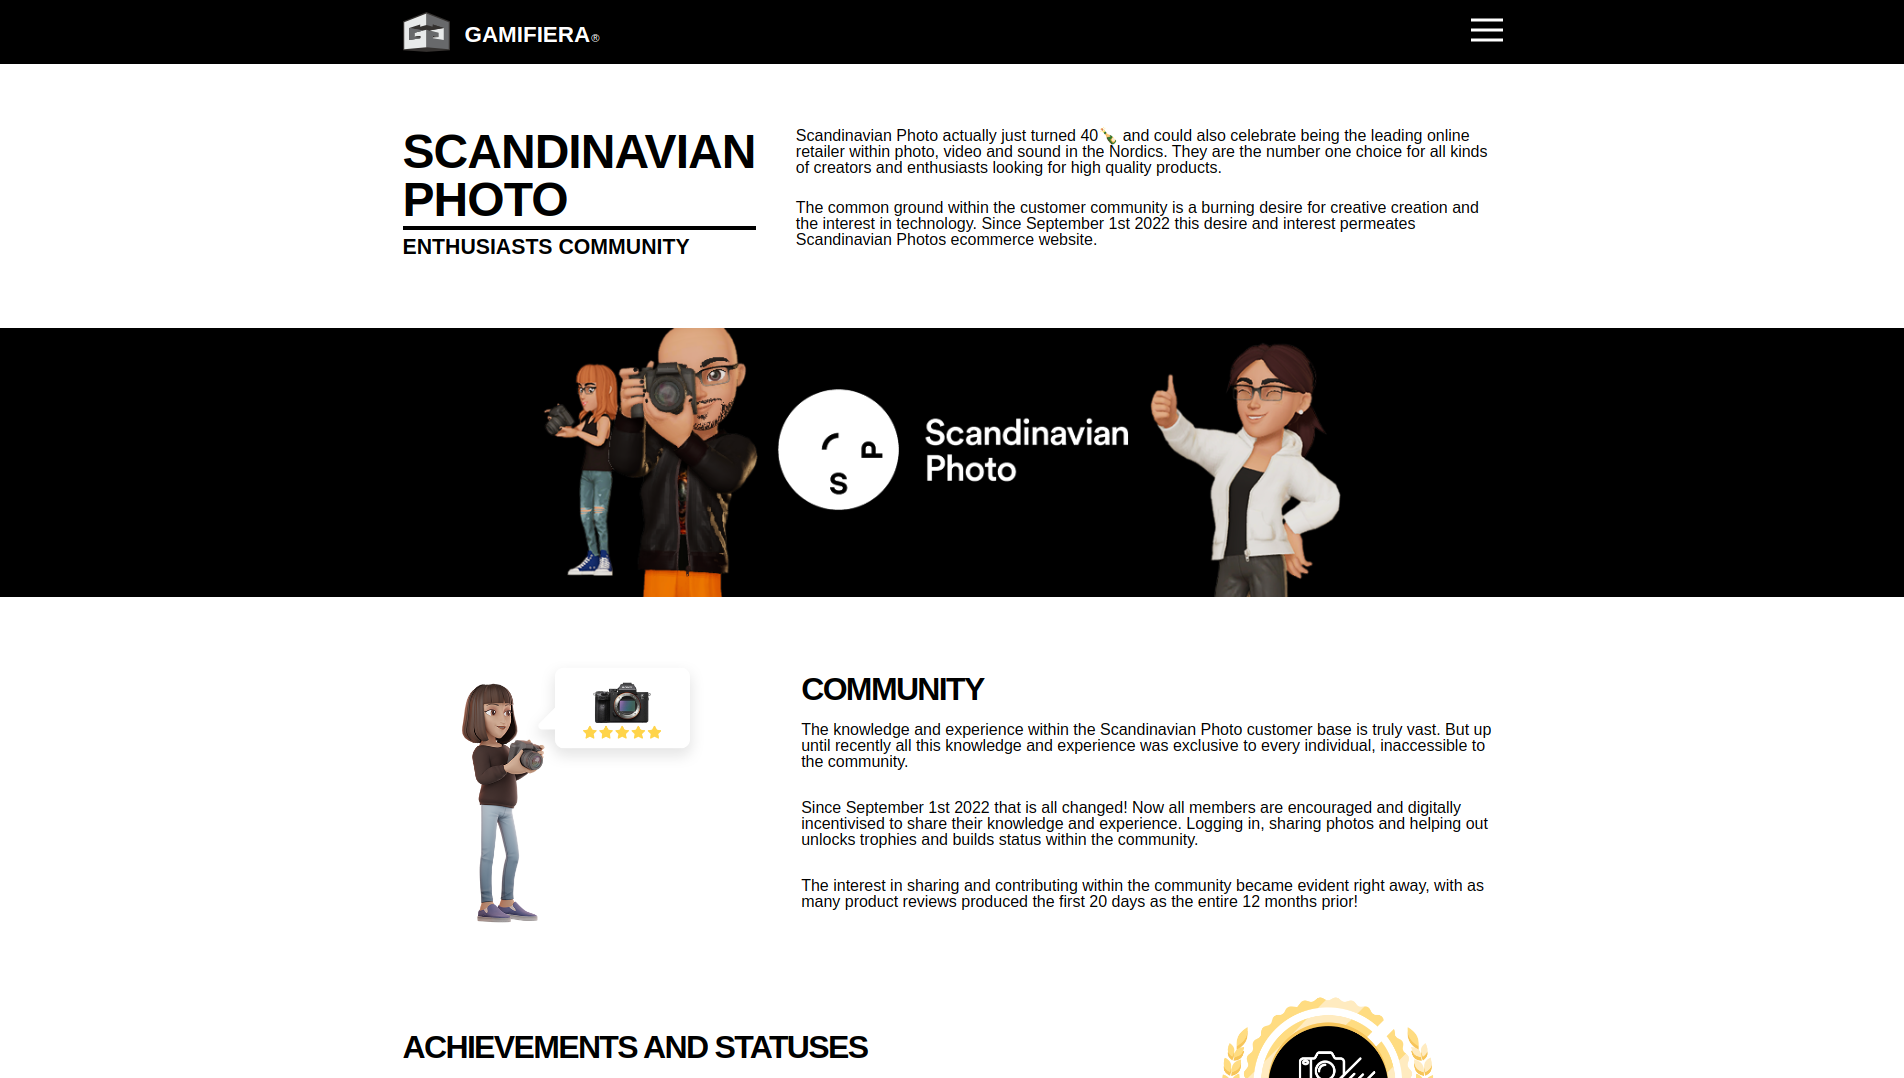 GAMIFIERA®
SCANDINAVIAN
PHOTO
ENTHUSIASTS COMMUNITY
Scandinavian Photo actually just turned 40🍾 and could also celebrate being the leading online
retailer within photo, video and sound in the Nordics. They are the number one choice for all kinds
of creators and enthusiasts looking for high quality products.
The common ground within the customer community is a burning desire for creative creation and
the interest in technology. Since September 1st 2022 this desire and interest permeates
Scandinavian Photos ecommerce website.
S P
Scandinavian
Photo
COMMUNITY
The knowledge and experience within the Scandinavian Photo customer base is truly vast. But up
until recently all this knowledge and experience was exclusive to every individual, inaccessible to
the community.
Since September 1st 2022 that is all changed! Now all members are encouraged and digitally
incentivised to share their knowledge and experience. Logging in, sharing photos and helping out
unlocks trophies and builds status within the community.
The interest in sharing and contributing within the community became evident right away, with as
many product reviews produced the first 20 days as the entire 12 months prior!
ACHIEVEMENTS AND STATUSES